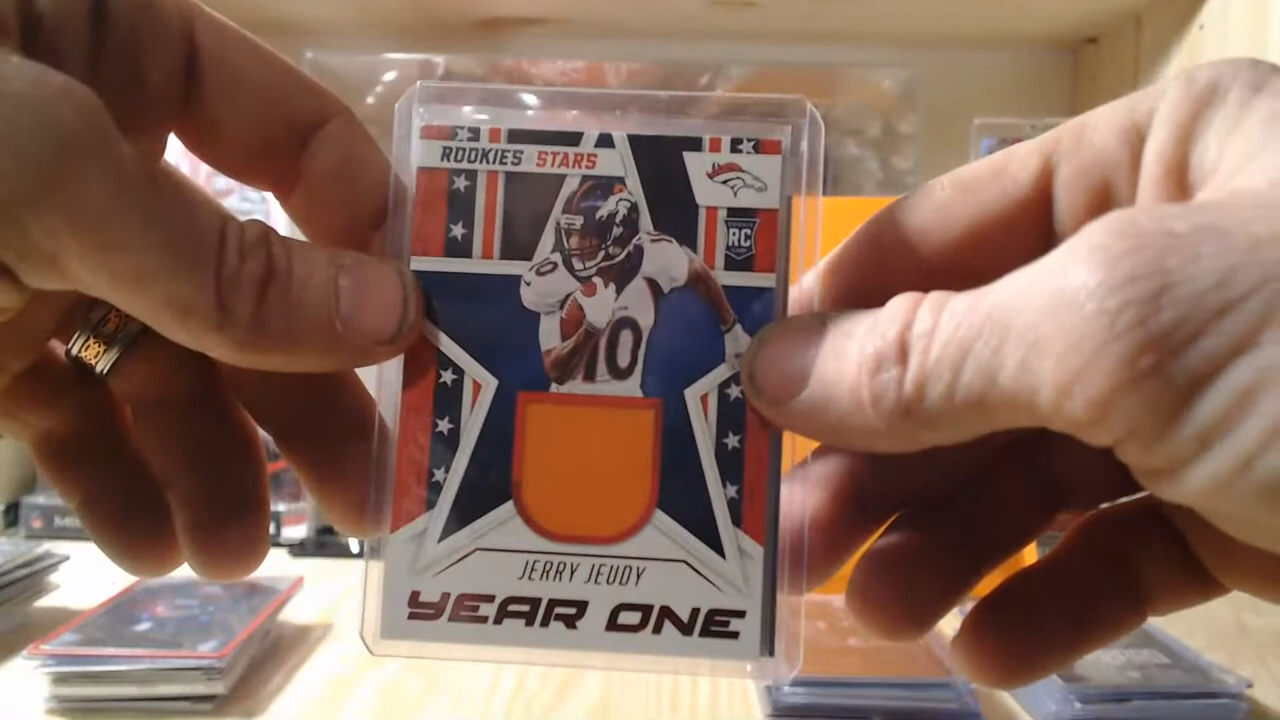 ROOKIES STARS
RC
10
10
JERRY JEUDY
YEAR ONE